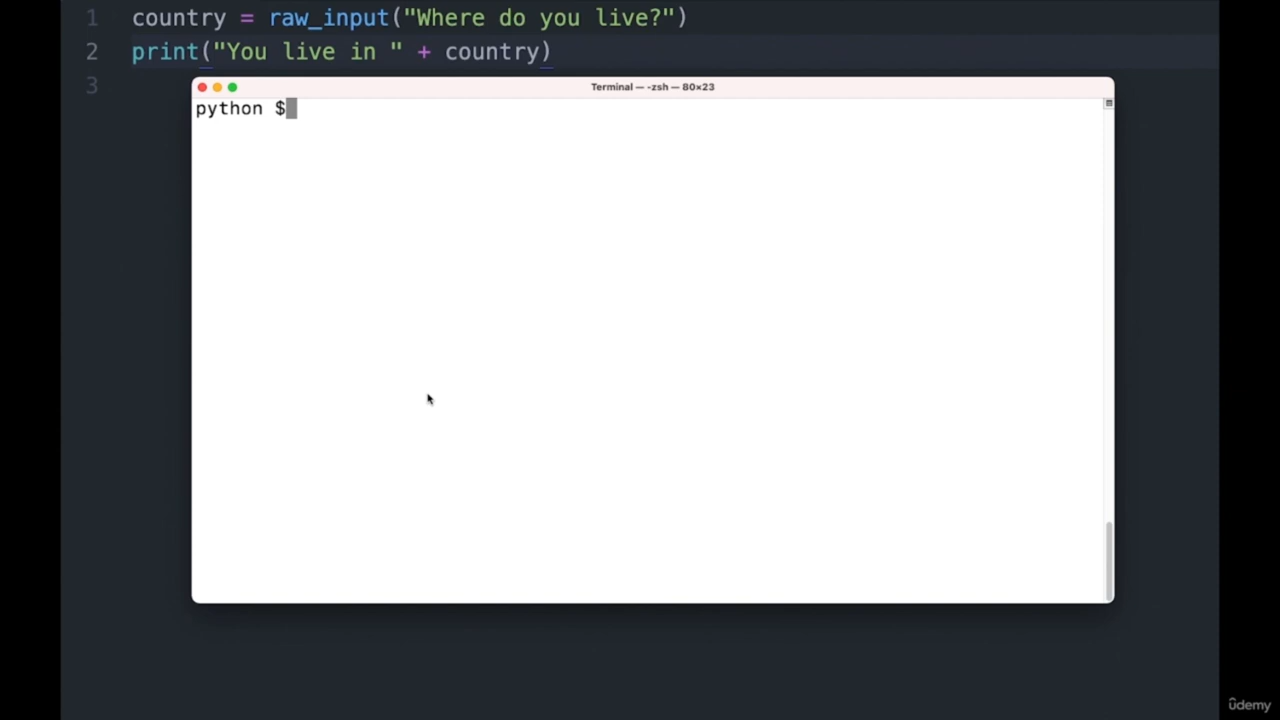 1 country = raw_input("Where do you live?")
2 print("You live in " + country)
3
Terminal — -zsh — 80×23
python $
ûdemy